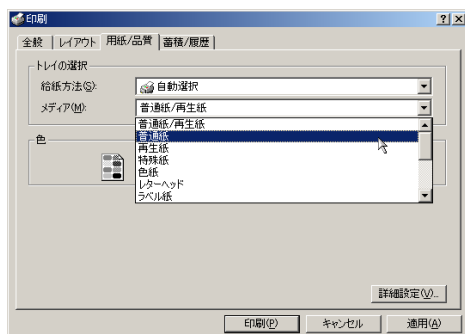 印刷
全般 レイアウト 用紙/品質 蓄積/履歴
トレイの選択
給紙方法(S): 自動選択
メディア(M): 普通紙/再生紙
普通紙/再生紙
普通紙
再生紙
特殊紙
色紙
レターヘッド
ラベル紙
色
詳細設定(V)...
印刷(P) キャンセル 適用(A)